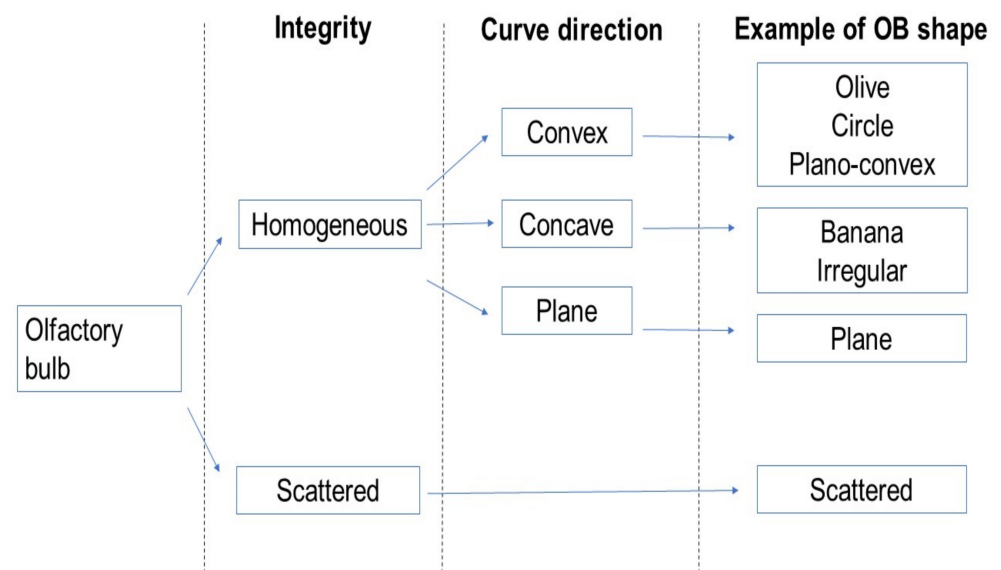 Integrity
Curve direction
Example of OB shape
Olive
Circle
Plano-convex
Convex
Homogeneous
Concave
Banana
Irregular
Plane
Plane
Olfactory
bulb
Scattered
Scattered